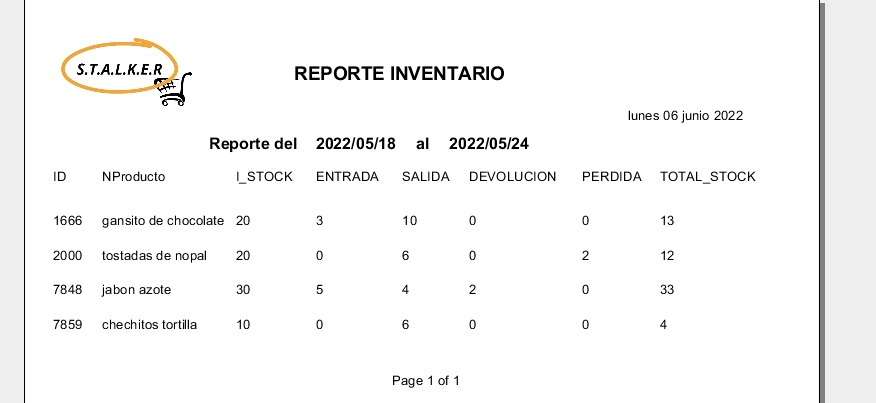 S.T.A.L.K.E.R
REPORTE INVENTARIO
lunes 06 junio 2022
Reporte del 2022/05/18 al 2022/05/24
ID NProducto I_STOCK ENTRADA SALIDA DEVOLUCION PERDIDA TOTAL_STOCK
1666 gansito de chocolate 20 3 10 0 0 13
2000 tostadas de nopal 20 0 6 0 2 12
7848 jabon azote 30 5 4 2 0 33
7859 chechitos tortilla 10 0 6 0 0 4
Page 1 of 1